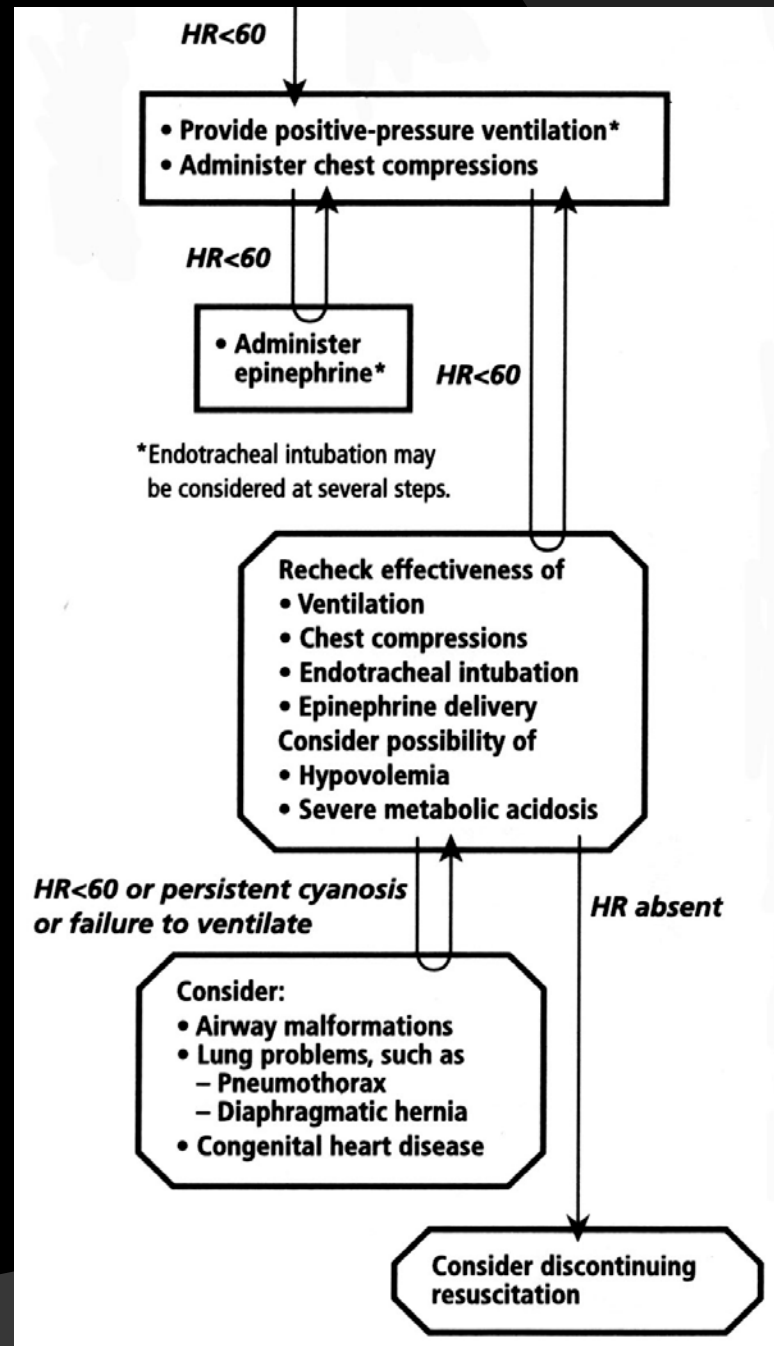 HR<60
• Provide positive-pressure ventilation*
• Administer chest compressions
HR<60
• Administer
epinephrine*
HR<60
*Endotracheal intubation may
be considered at several steps.
Recheck effectiveness of
• Ventilation
• Chest compressions
• Endotracheal intubation
• Epinephrine delivery
Consider possibility of
• Hypovolemia
• Severe metabolic acidosis
HR<60 or persistent cyanosis
or failure to ventilate
HR absent
Consider:
• Airway malformations
• Lung problems, such as
– Pneumothorax
– Diaphragmatic hernia
• Congenital heart disease
Consider discontinuing
resuscitation